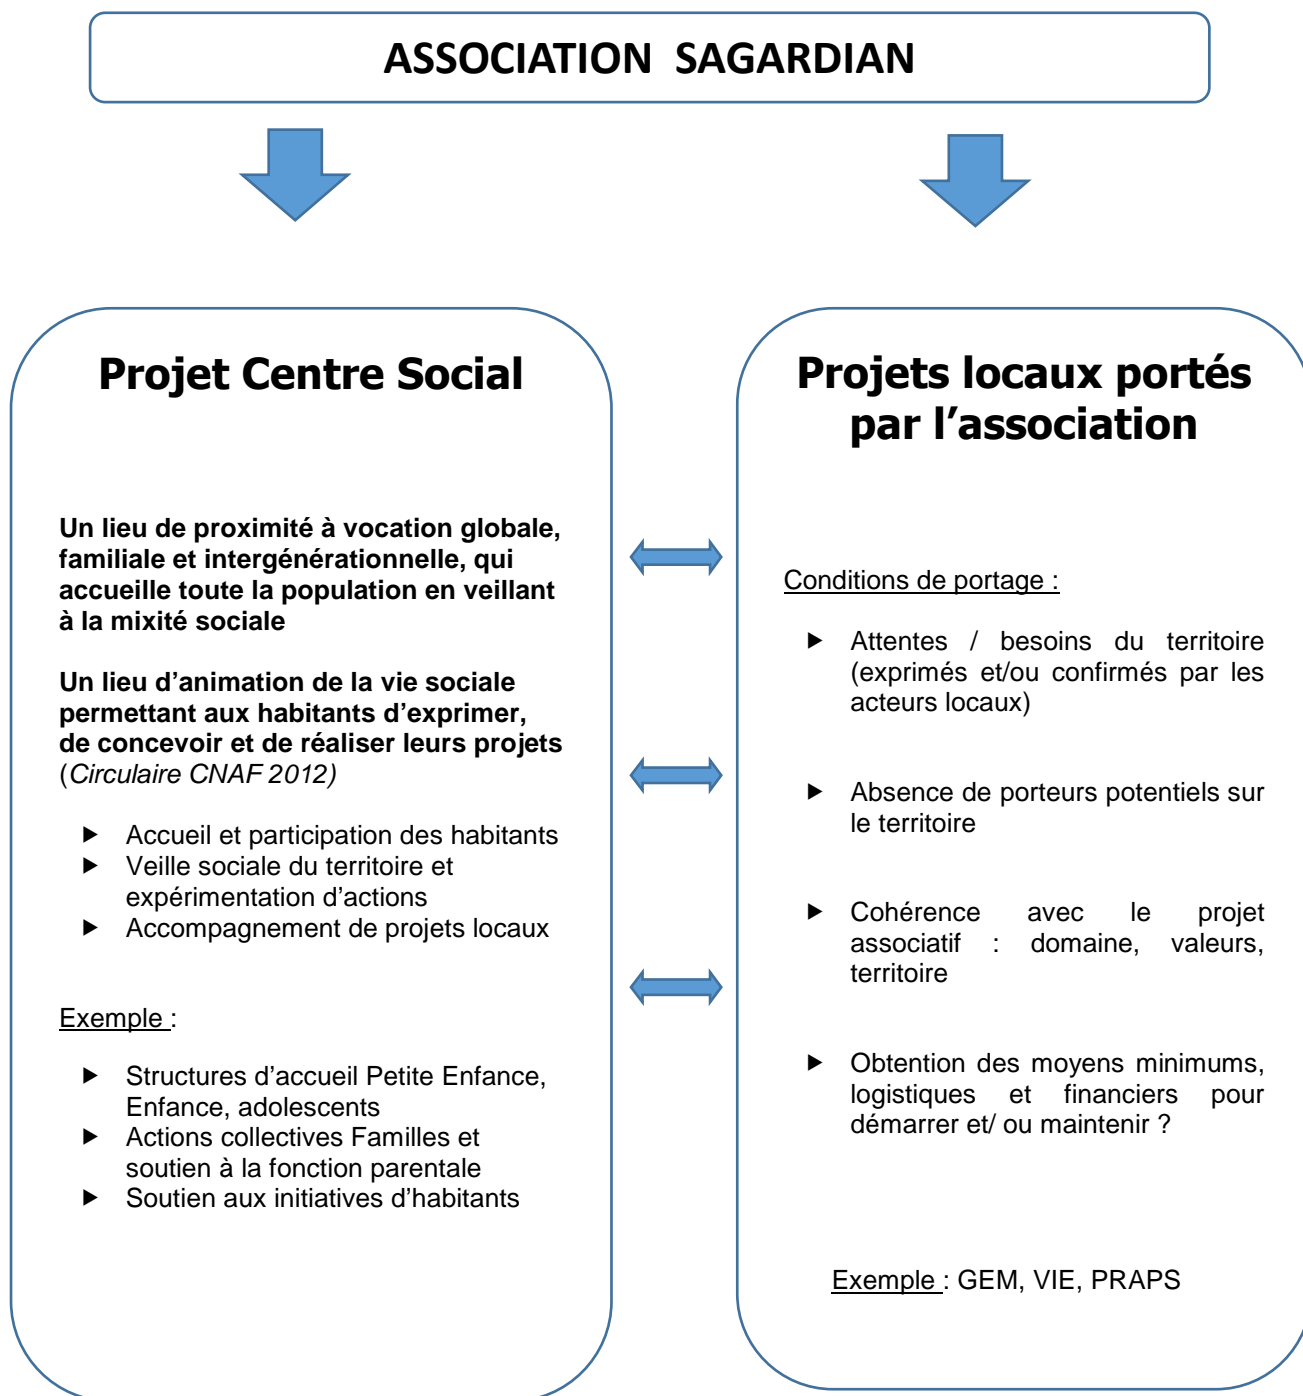 ASSOCIATION SAGARDIAN
Projet Centre Social
Un lieu de proximité à vocation globale,
familiale et intergénérationnelle, qui
accueille toute la population en veillant
à la mixité sociale
Un lieu d’animation de la vie sociale
permettant aux habitants d’exprimer,
de concevoir et de réaliser leurs projets
(Circulaire CNAF 2012)
► Accueil et participation des habitants
► Veille sociale du territoire et
expérimentation d’actions
► Accompagnement de projets locaux
Exemple :
► Structures d’accueil Petite Enfance,
Enfance, adolescents
► Actions collectives Familles et
soutien à la fonction parentale
► Soutien aux initiatives d’habitants
Projets locaux portés
par l’association
Conditions de portage :
► Attentes / besoins du territoire
(exprimés et/ou confirmés par les
acteurs locaux)
► Absence de porteurs potentiels sur
le territoire
► Cohérence avec le projet
associatif : domaine, valeurs,
territoire
► Obtention des moyens minimums,
logistiques et financiers pour
démarrer et/ ou maintenir ?
Exemple : GEM, VIE, PRAPS